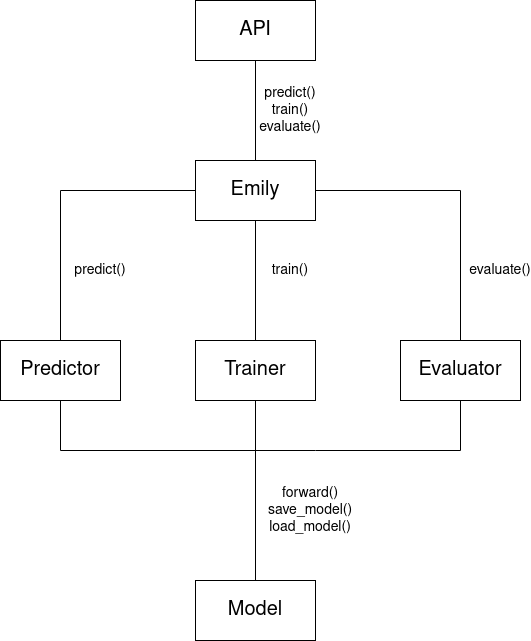 API
predict()
train()
evaluate()
Emily
predict()
train()
evaluate()
Predictor
Trainer
Evaluator
forward()
save_model()
load_model()
Model